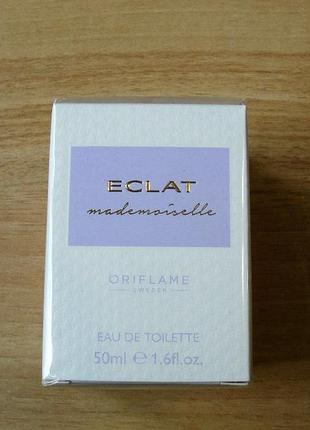 ECLAT
mademoiselle
ORIFLAME
SWEDEN
EAU DE TOILETTE
50ml ℮ 1.6fl.oz.